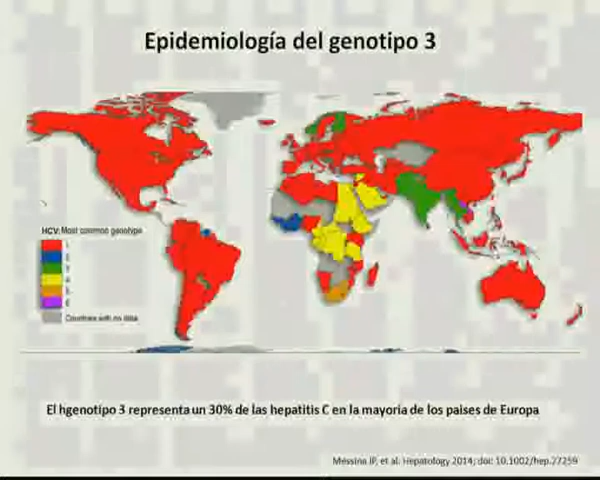 Epidemiología del genotipo 3
HCV: Most common genotype
1
2
3
4
5
6
Countries with no data
El hgenotipo 3 representa un 30% de las hepatitis C en la mayoria de los paises de Europa
Messina JP, et al. Hepatology 2014; doi: 10.1002/hep.27259